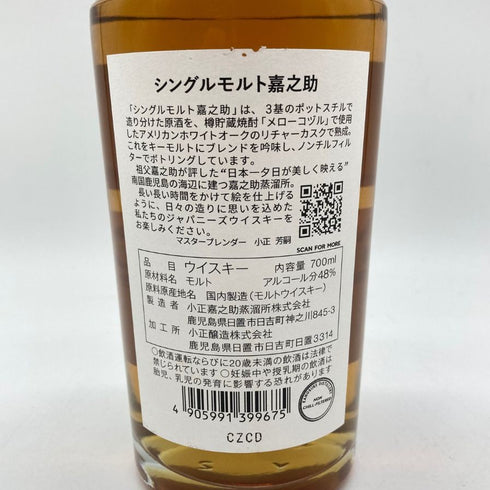 シングルモルト嘉之助
「シングルモルト嘉之助」は、3基のポットスチルで
造り分けた原酒を、樽貯蔵焼酎「メローコヅル」で使用
したアメリカンホワイトオークのリチャーカスクで熟成。
これをキーモルトにブレンドを吟味し、ノンチルフィル
ターでボトリングしています。
祖父嘉之助が評した“日本一夕日が美しく映える”
南国鹿児島の海辺に建つ嘉之助蒸溜所。
長い長い時間をかけて絵を仕上げる
ように、日々の造りに思いを込めた
私たちのジャパニーズウイスキーを
お楽しみください。
マスターブレンダー 小正 芳嗣
SCAN FOR MORE
品目 ウイスキー 内容量 700ml
原材料名 モルト アルコール分48%
原料原産地名 国内製造（モルトウイスキー）
製造者 小正嘉之助蒸溜所株式会社
鹿児島県日置市日吉町神之川845-3
加工所 小正醸造株式会社
鹿児島県日置市日吉町日置3314
○飲酒運転ならびに20歳未満の飲酒は法律で
禁じられています ○妊娠中や授乳期の飲酒は
胎児、乳児の発育に影響する恐れがあります
NON
CHILL-FILTERED
4 905991 399675
CZCD